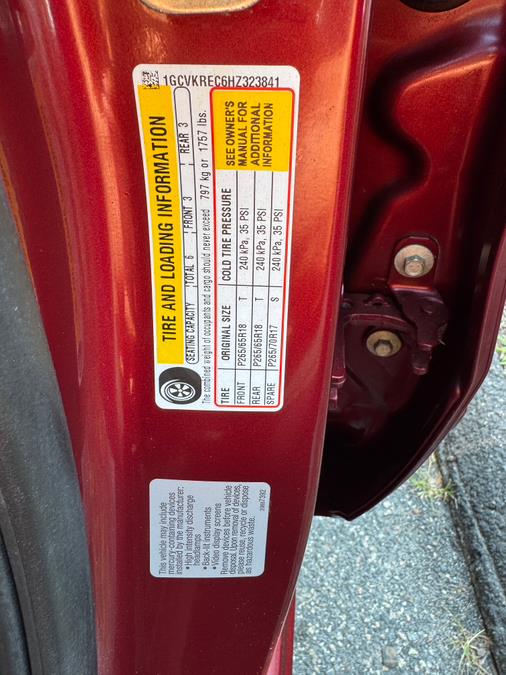 1GCVKREC6HZ323841
TIRE AND LOADING INFORMATION
SEATING CAPACITY TOTAL 6 FRONT 3 REAR 3
The combined weight of occupants and cargo should never exceed 797 kg or 1757 lbs.
TIRE ORIGINAL SIZE COLD TIRE PRESSURE
FRONT P265/65R18 T 240 kPa, 35 PSI
REAR P265/65R18 T 240 kPa, 35 PSI
SPARE P265/70R17 S 240 kPa, 35 PSI
SEE OWNER'S
MANUAL FOR
ADDITIONAL
INFORMATION
This vehicle may include
mercury-containing devices
installed by the manufacturer:
• High intensity discharge
headlamps
• Back-lit instruments
• Video display screens
Remove devices before vehicle
disposal. Upon removal of devices,
please reuse, recycle or dispose
as hazardous waste.